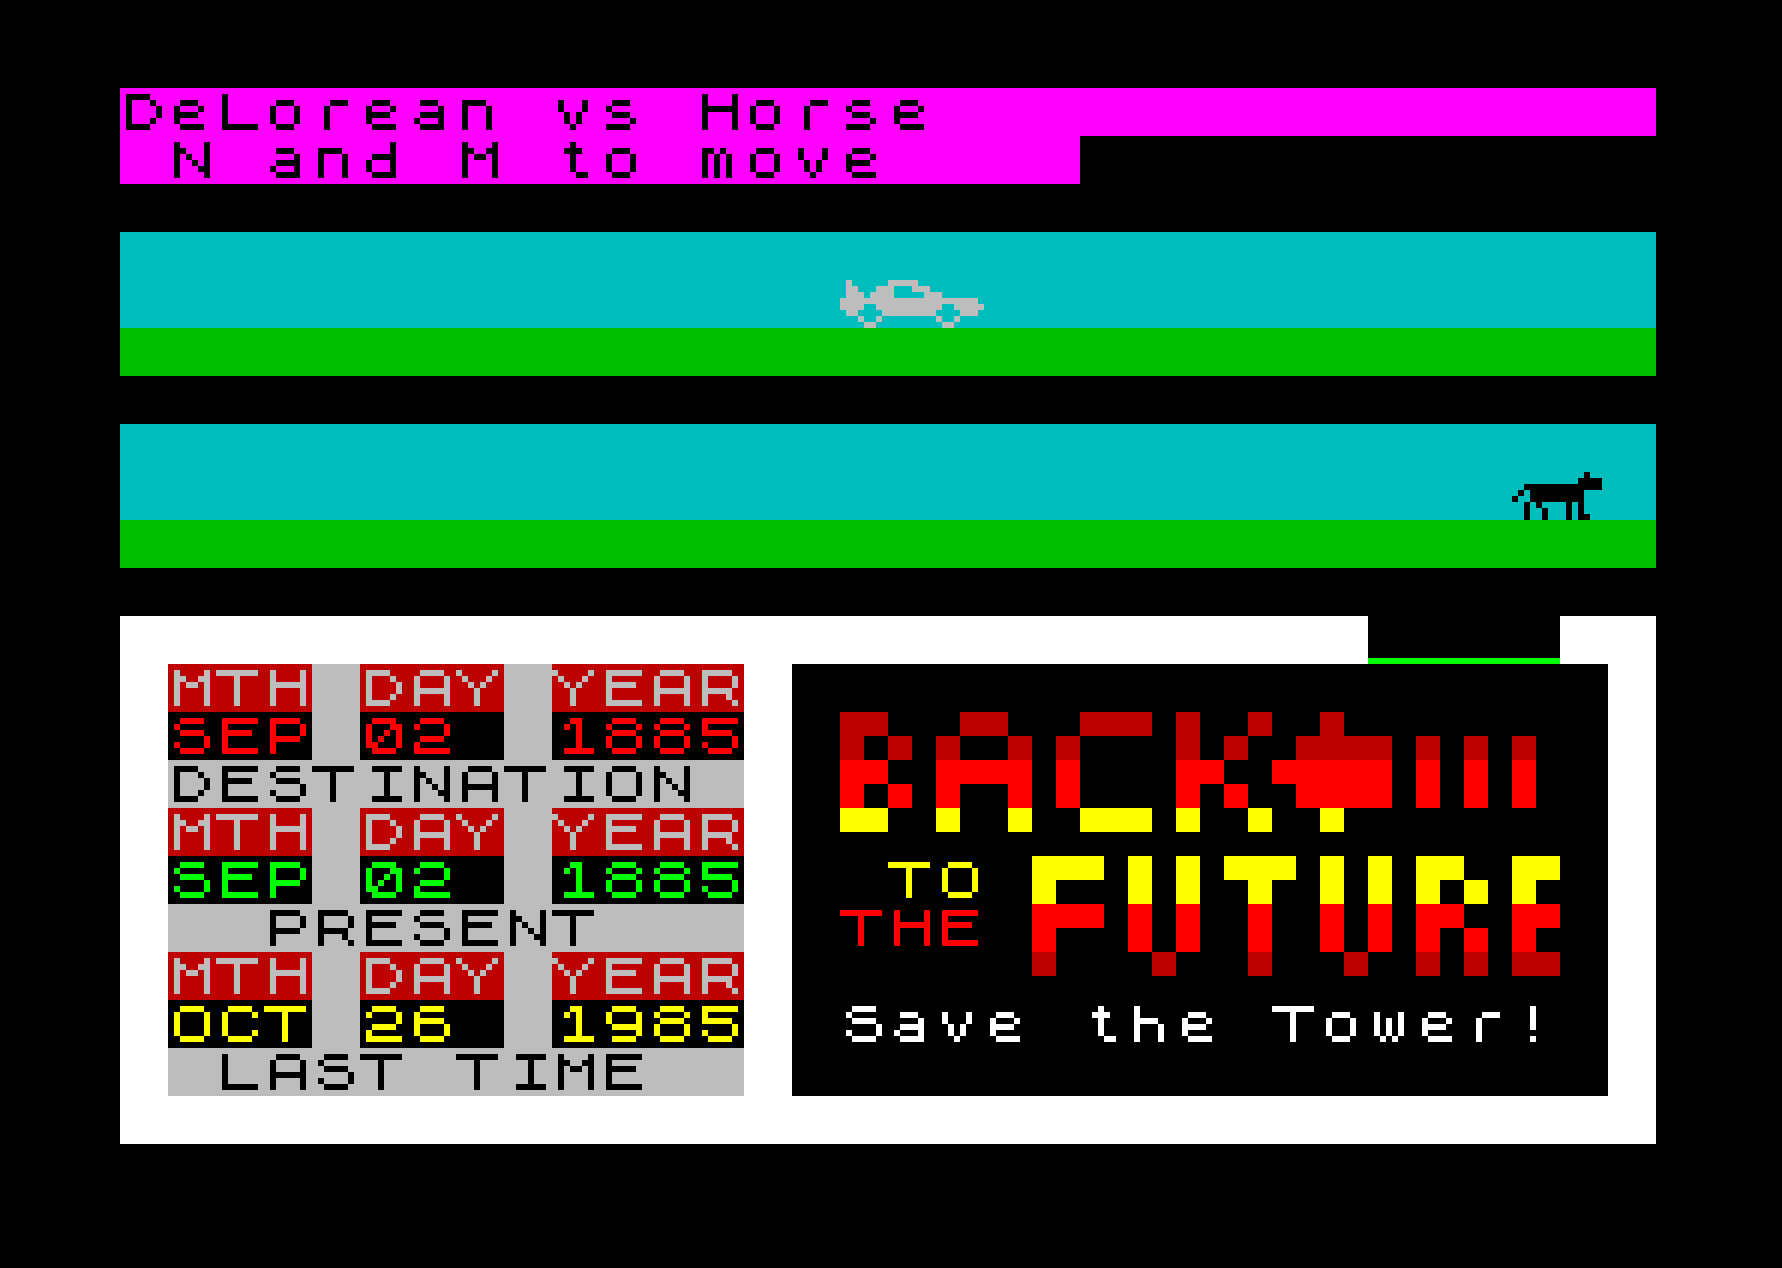 DeLorean vs Horse
N and M to move
MTH DAY YEAR
SEP 02 1885
DESTINATION
MTH DAY YEAR
SEP 02 1885
PRESENT
MTH DAY YEAR
OCT 26 1985
LAST TIME
BACK
TO
THE FUTURE
Save the Tower!